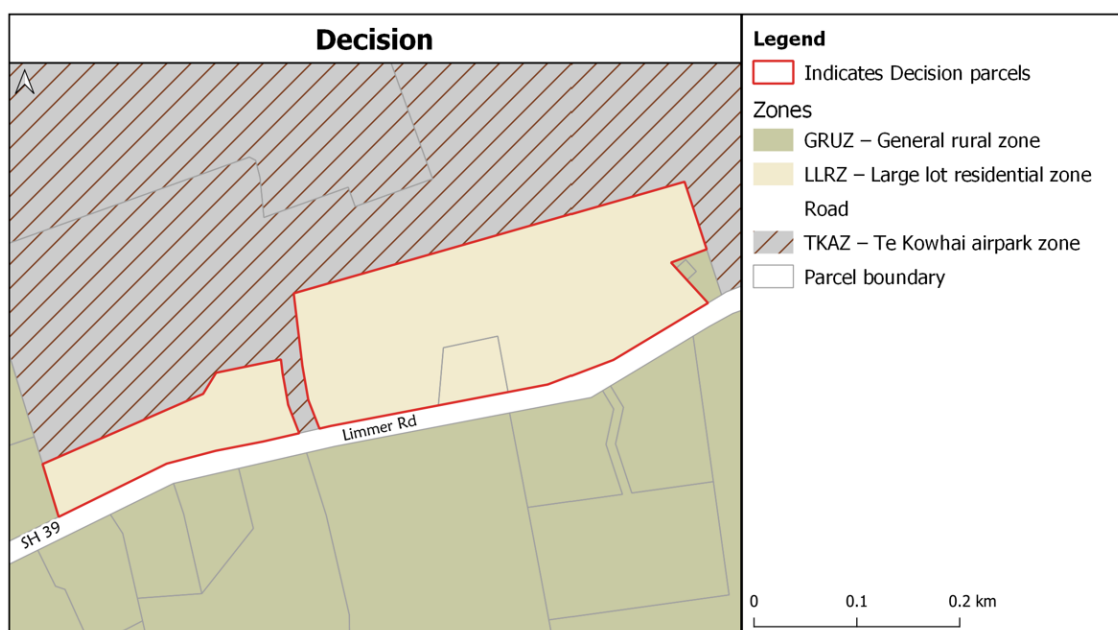 Decision
Legend
Indicates Decision parcels
Zones
GRUZ – General rural zone
LLRZ – Large lot residential zone
Road
TKAZ – Te Kowhai airpark zone
Parcel boundary
Limmer Rd
SH 39
0 0.1 0.2 km